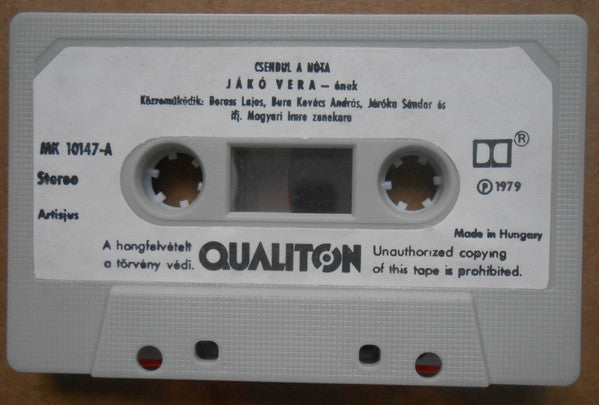 CSENDUL A NÓTA
JÁKÓ VERA – ének
Közreműködik: Boross Lajos, Bura Kovács András, Járóka Sándor és
ifj. Magyari Imre zenekara
MK 10147-A
Stereo
Artisjus
®
Ⓟ 1979
Made in Hungary
A hangfelvételt
a törvény védi.
QUALITON
Unauthorized copying
of this tape is prohibited.